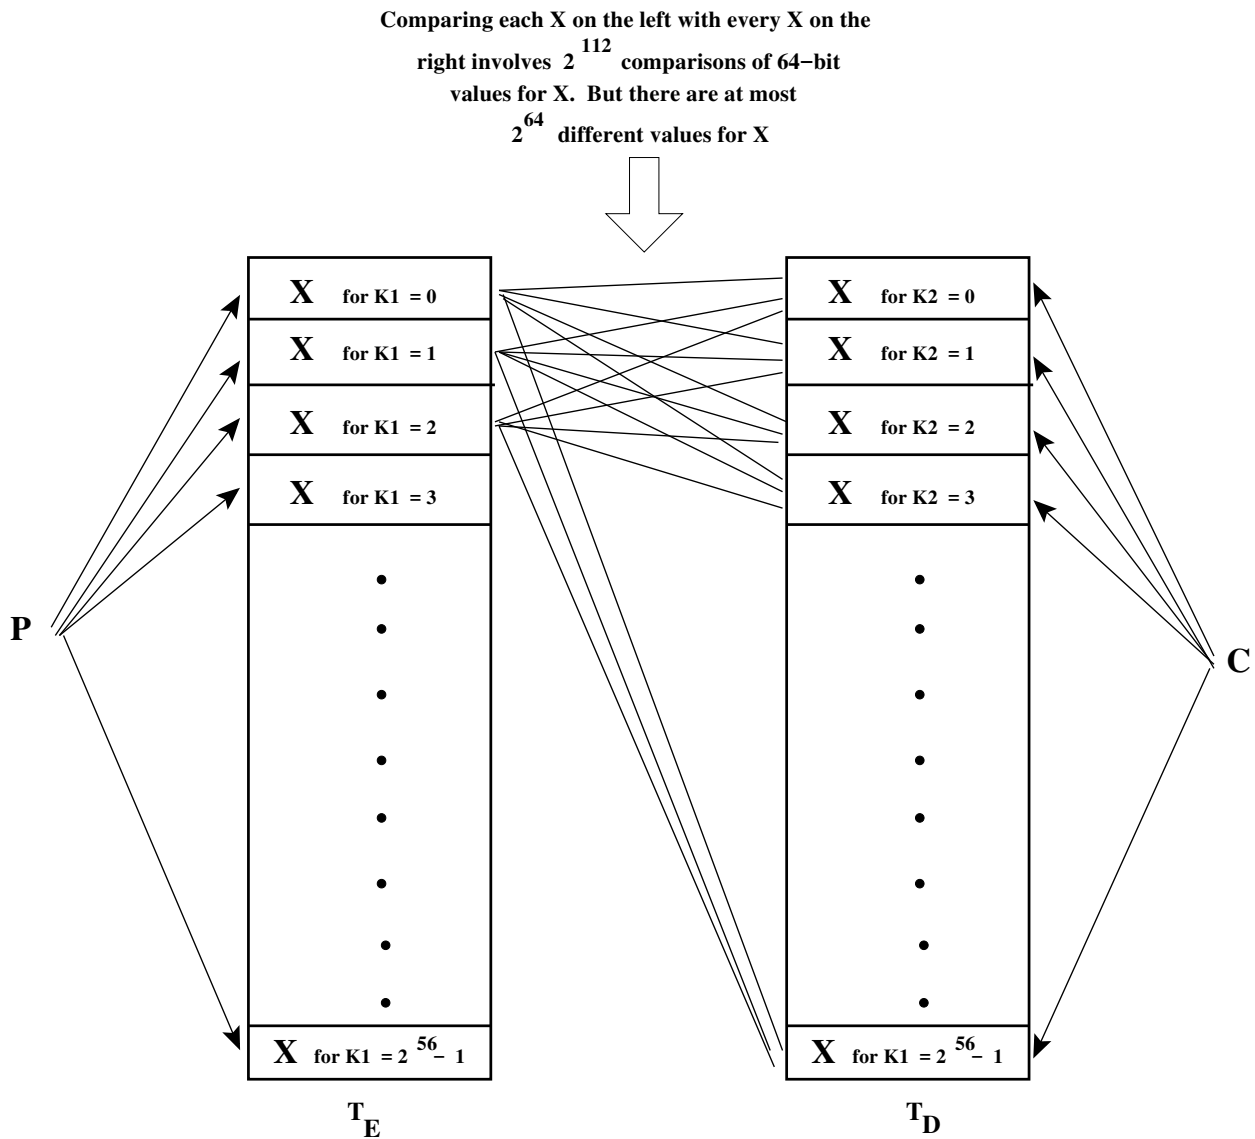 Comparing each X on the left with every X on the
right involves 2^112 comparisons of 64-bit
values for X. But there are at most
2^64 different values for X
X for K1 = 0
X for K2 = 0
X for K1 = 1
X for K2 = 1
X for K1 = 2
X for K2 = 2
X for K1 = 3
X for K2 = 3
P
C
X for K1 = 2^56 - 1
X for K1 = 2^56 - 1
T_E
T_D